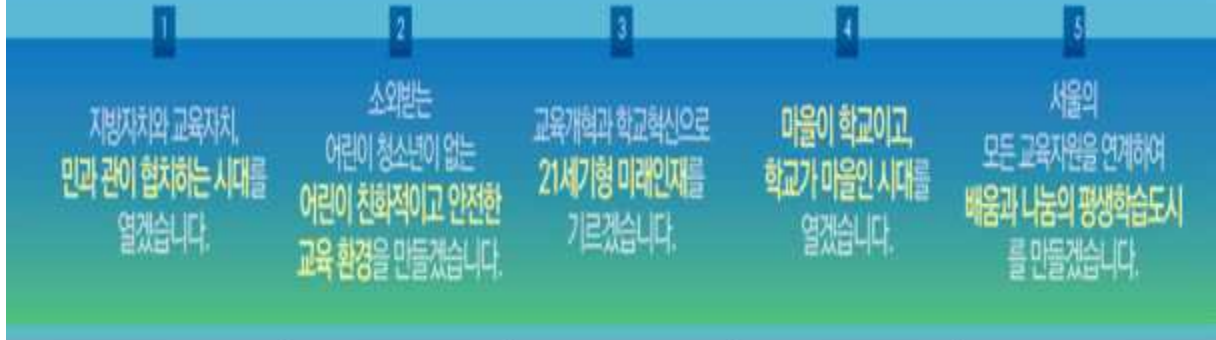 1
지방자치와 교육자치,
민과 관이 협치하는 시대를
열겠습니다.
2
소외받는
어린이 청소년이 없는
어린이 친화적이고 안전한
교육 환경을 만들겠습니다.
3
교육개혁과 학교혁신으로
21세기형 미래인재를
기르겠습니다.
4
마을이 학교이고,
학교가 마을인 시대를
열겠습니다.
5
서울의
모든 교육자원을 연계하여
배움과 나눔의 평생학습도시
를 만들겠습니다.